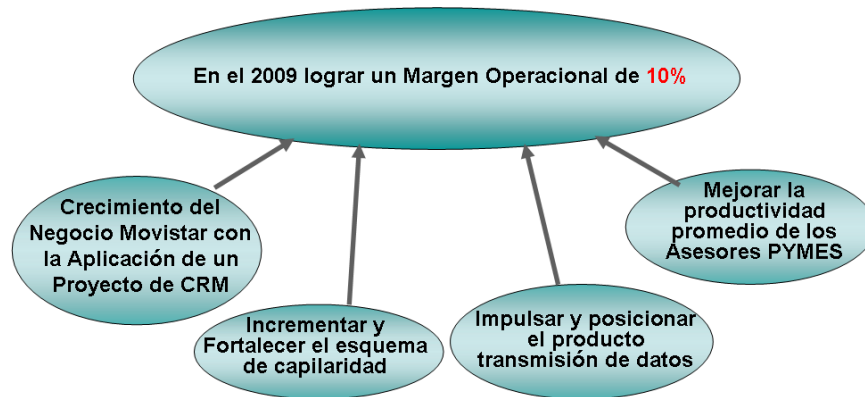 En el 2009 lograr un Margen Operacional de 10%
Crecimiento del
Negocio Movistar con
la Aplicación de un
Proyecto de CRM
Incrementar y
Fortalecer el esquema
de capilaridad
Impulsar y posicionar
el producto
transmisión de datos
Mejorar la
productividad
promedio de los
Asesores PYMES